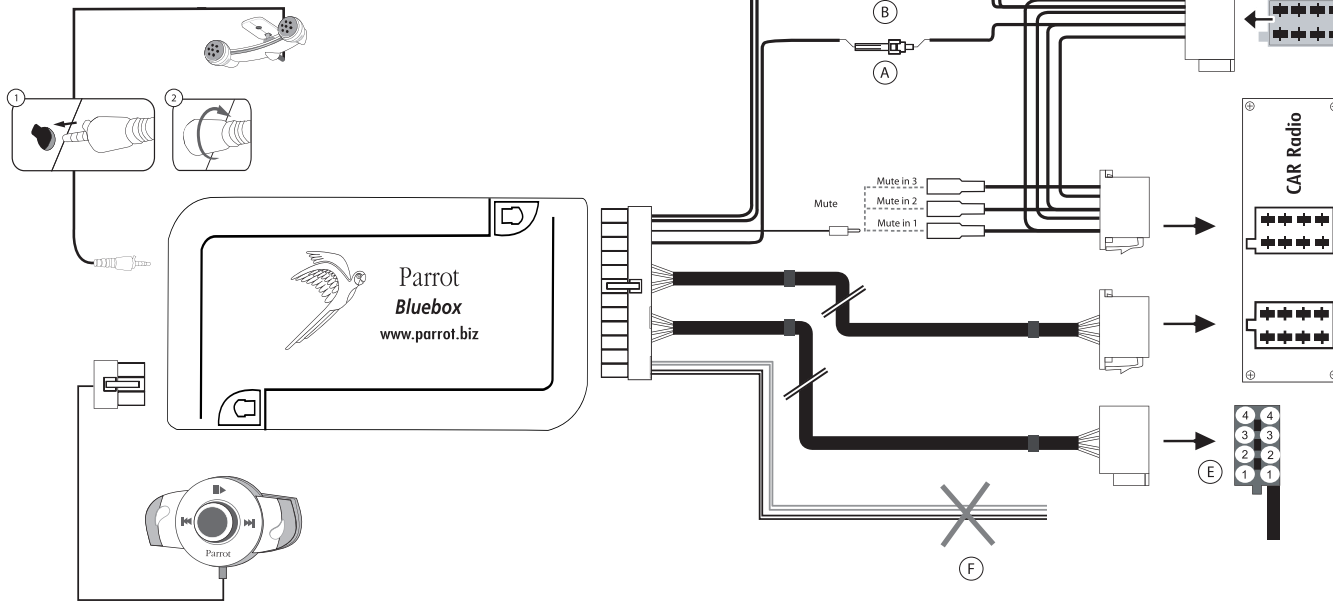 B
A
1
2
CAR Radio
Mute in 3
Mute
Mute in 2
Mute in 1
Parrot
Bluebox
www.parrot.biz
4 4
3 3
2 2
1 1
E
Parrot
F